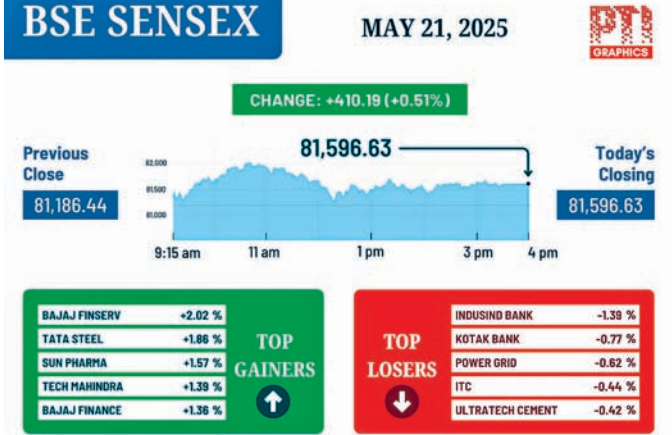 BSE SENSEX
MAY 21, 2025
PTI
GRAPHICS
CHANGE: +410.19 (+0.51%)
Previous
Close
81,186.44
81,596.63
Today's
Closing
81,596.63
82,000
81,500
81,000
9:15 am 11 am 1 pm 3 pm 4 pm
BAJAJ FINSERV +2.02 %
TATA STEEL +1.86 %
SUN PHARMA +1.57 %
TECH MAHINDRA +1.39 %
BAJAJ FINANCE +1.36 %
TOP
GAINERS
TOP
LOSERS
INDUSIND BANK -1.39 %
KOTAK BANK -0.77 %
POWER GRID -0.62 %
ITC -0.44 %
ULTRATECH CEMENT -0.42 %